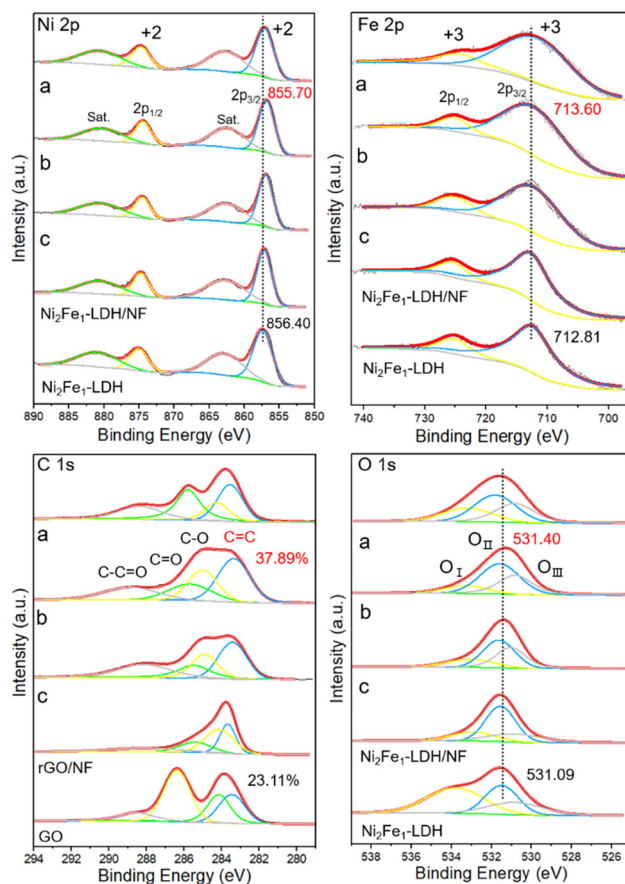 Ni 2p
+2
+2
a
855.70
Sat.
2p1/2
Sat.
2p3/2
b
c
Ni2Fe1-LDH/NF
856.40
Ni2Fe1-LDH
890 885 880 875 870 865 860 855 850
Binding Energy (eV)
Intensity (a.u.)
Fe 2p
+3
+3
a
2p1/2
2p3/2
713.60
b
c
Ni2Fe1-LDH/NF
712.81
Ni2Fe1-LDH
740 730 720 710 700
Binding Energy (eV)
Intensity (a.u.)
C 1s
a
C-C=O
C=O
C-O
C=C
37.89%
b
c
rGO/NF
23.11%
GO
294 292 290 288 286 284 282 280
Binding Energy (eV)
Intensity (a.u.)
O 1s
a
OI
OII
531.40
OIII
b
c
Ni2Fe1-LDH/NF
531.09
Ni2Fe1-LDH
538 536 534 532 530 528 526
Binding Energy (eV)
Intensity (a.u.)